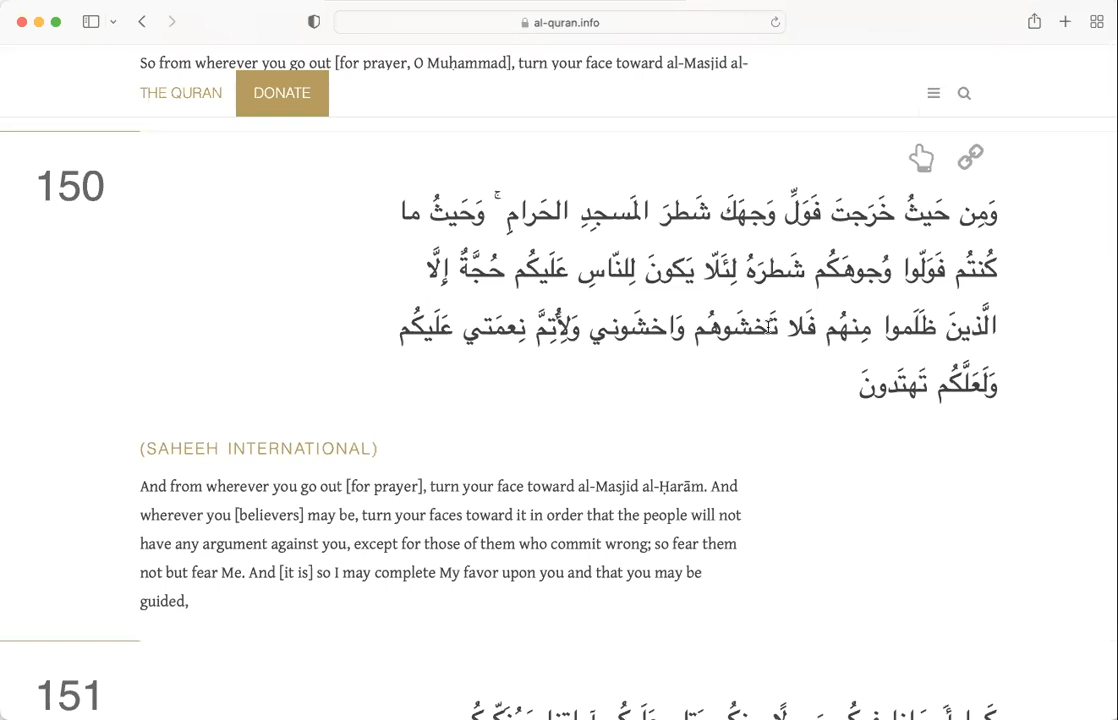 al-quran.info
So from wherever you go out [for prayer, O Muḥammad], turn your face toward al-Masjid al-
THE QURAN DONATE
150
وَمِن حَيثُ خَرَجتَ فَوَلِّ وَجهَكَ شَطرَ المَسجِدِ الحَرامِ ۚ وَحَيثُ ما
كُنتُم فَوَلّوا وُجوهَكُم شَطرَهُ لِئَلّا يَكونَ لِلنّاسِ عَلَيكُم حُجَّةٌ إِلَّا
الَّذينَ ظَلَموا مِنهُم فَلا تَخشَوهُم وَاخشَوني وَلِأُتِمَّ نِعمَتي عَلَيكُم
وَلَعَلَّكُم تَهتَدونَ
(SAHEEH INTERNATIONAL)
And from wherever you go out [for prayer], turn your face toward al-Masjid al-Ḥarām. And
wherever you [believers] may be, turn your faces toward it in order that the people will not
have any argument against you, except for those of them who commit wrong; so fear them
not but fear Me. And [it is] so I may complete My favor upon you and that you may be
guided,
151